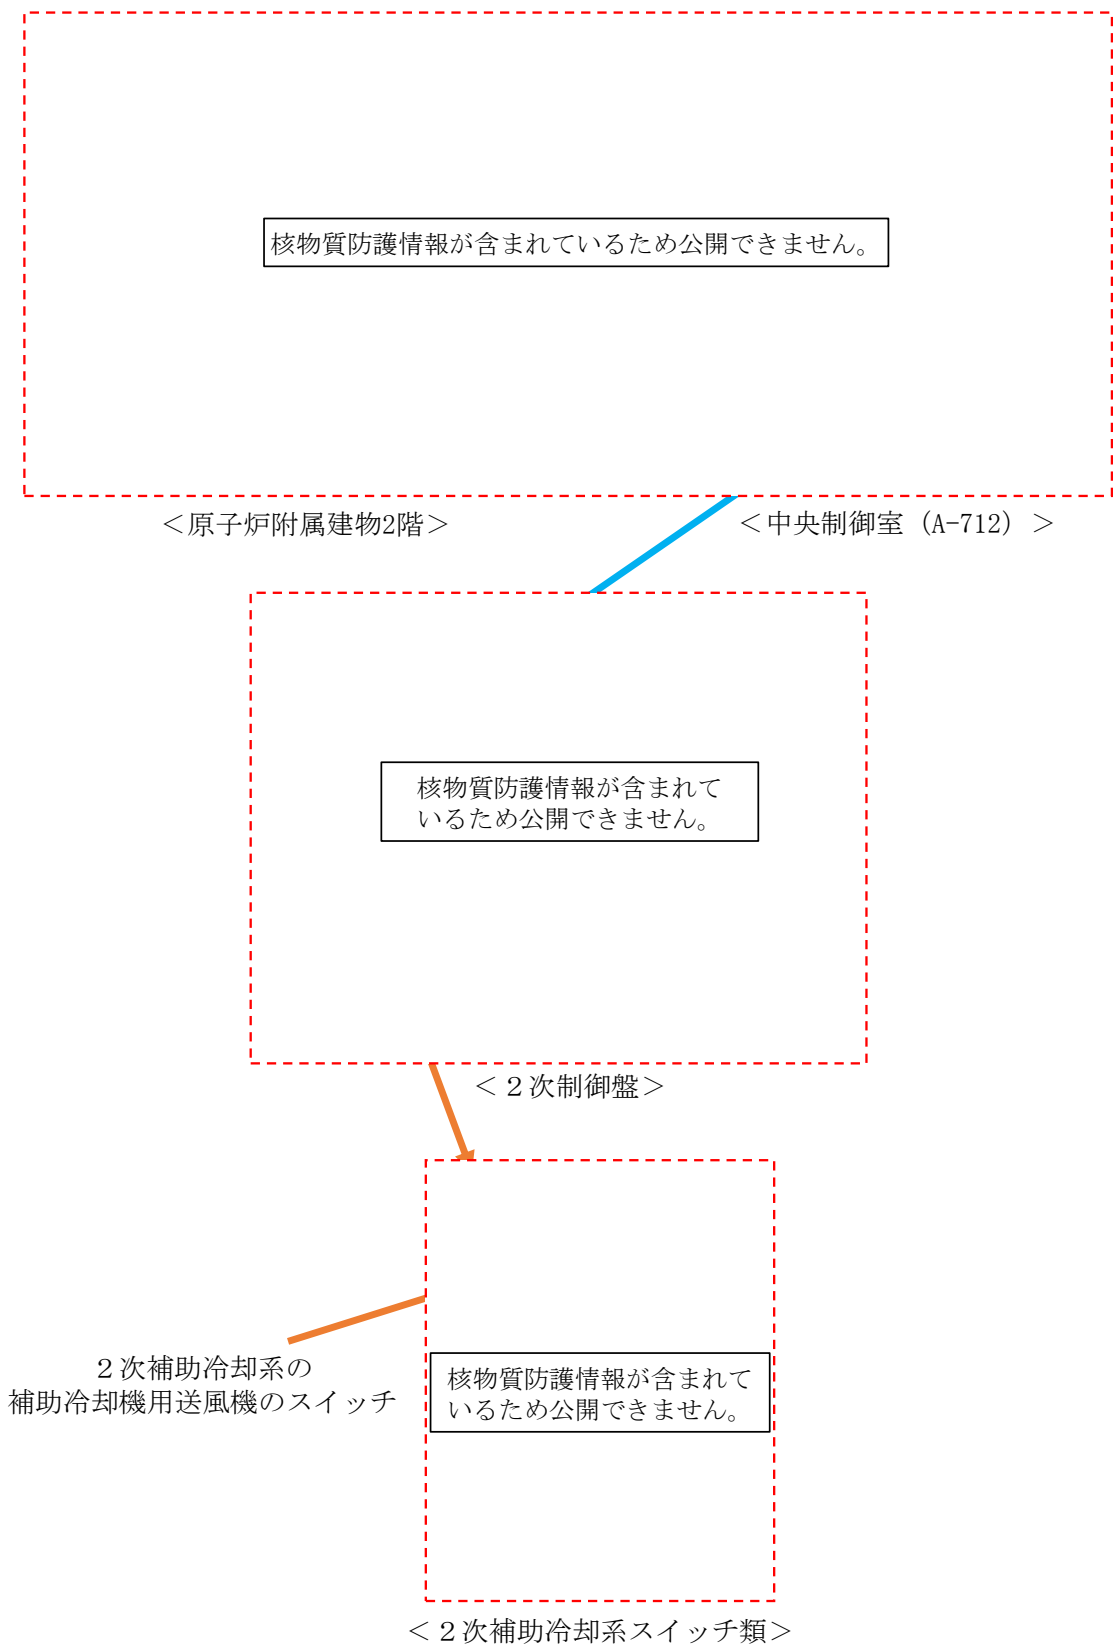 核物質防護情報が含まれているため公開できません。
＜原子炉附属建物2階＞
＜中央制御室（A-712）＞
核物質防護情報が含まれて
いるため公開できません。
＜２次制御盤＞
２次補助冷却系の
補助冷却機用送風機のスイッチ
核物質防護情報が含まれて
いるため公開できません。
＜２次補助冷却系スイッチ類＞